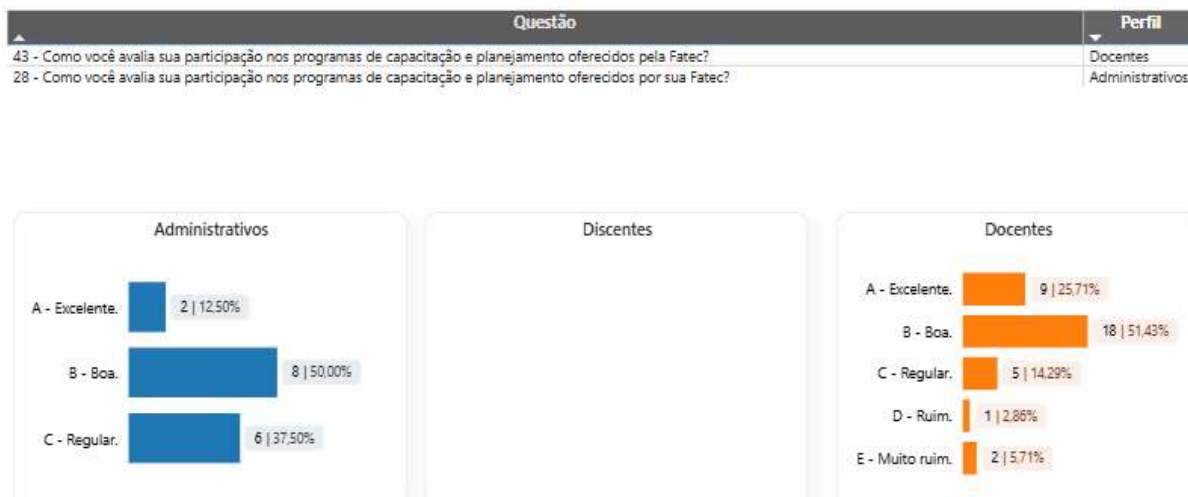 Questão Perfil
43 - Como você avalia sua participação nos programas de capacitação e planejamento oferecidos pela Fatec? Docentes
28 - Como você avalia sua participação nos programas de capacitação e planejamento oferecidos por sua Fatec? Administrativos
Administrativos
A - Excelente. 2 | 12,50%
B - Boa. 8 | 50,00%
C - Regular. 6 | 37,50%
Discentes
Docentes
A - Excelente. 9 | 25,71%
B - Boa. 18 | 51,43%
C - Regular. 5 | 14,29%
D - Ruim. 1 | 2,86%
E - Muito ruim. 2 | 5,71%